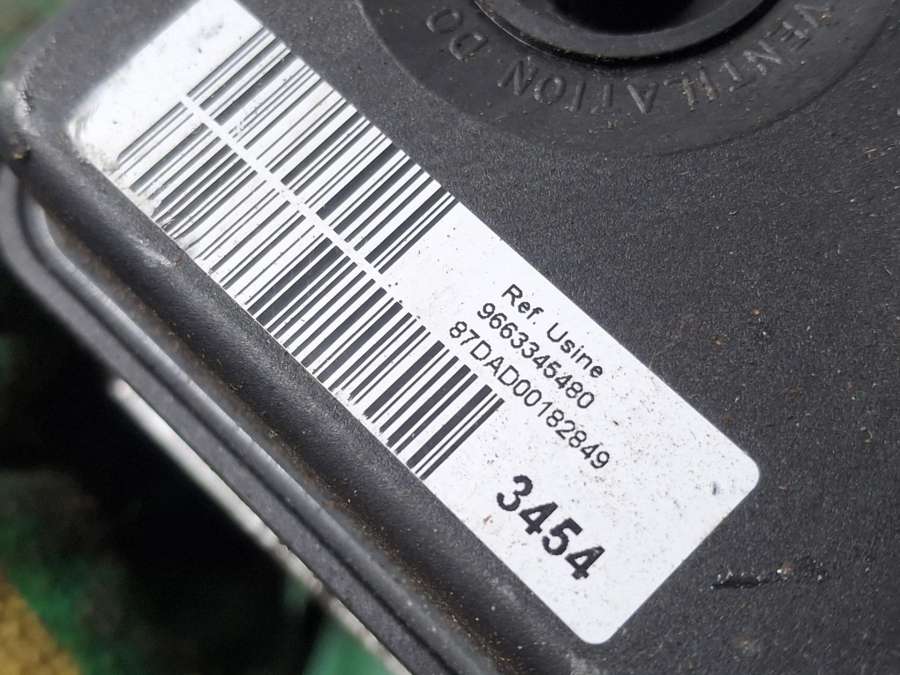 VENTILATION DO
Ref. Usine
9663345480
87DAD00182849
3454